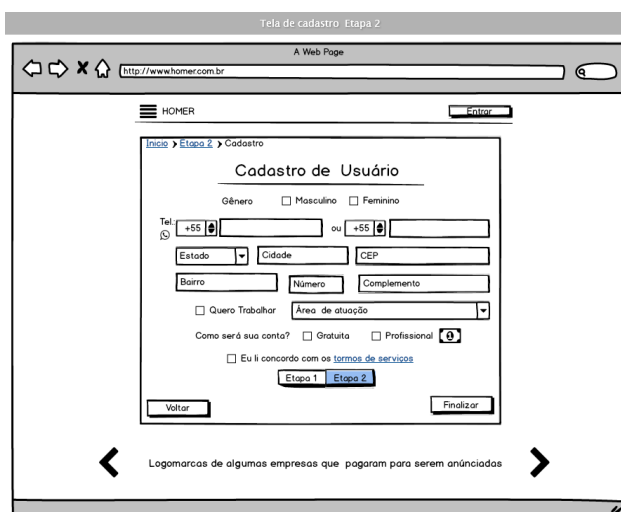 Tela de cadastro Etapa 2
A Web Page
http://www.homer.com.br
HOMER
Entrar
Inicio Etapa 2 Cadastro
Cadastro de Usuário
Gênero Masculino Feminino
Tel.: +55 ou +55
Estado Cidade CEP
Bairro Número Complemento
Quero Trabalhar Área de atuação
Como será sua conta? Gratuita Profissional
Eu li concordo com os tormos de serviços
Etapa 1 Etapa 2
Voltar Finalizar
Logomarcas de algumas empresas que pagaram para serem anúnciadas